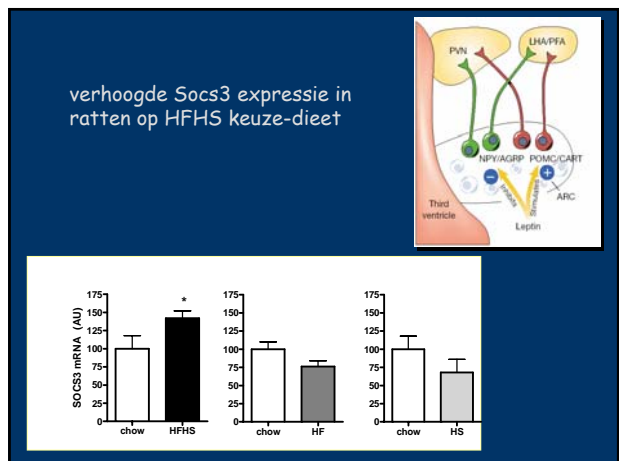 verhoogde Socs3 expressie in
ratten op HFHS keuze-dieet
PVN
LHA/PFA
NPY/AGRP POMC/CART
Inhibits
Stimulates
ARC
Third
ventricle
Leptin
SOCS3 mRNA (AU)
175
150
125
100
75
50
25
0
*
chow HFHS
175
150
125
100
75
50
25
0
chow HF
175
150
125
100
75
50
25
0
chow HS